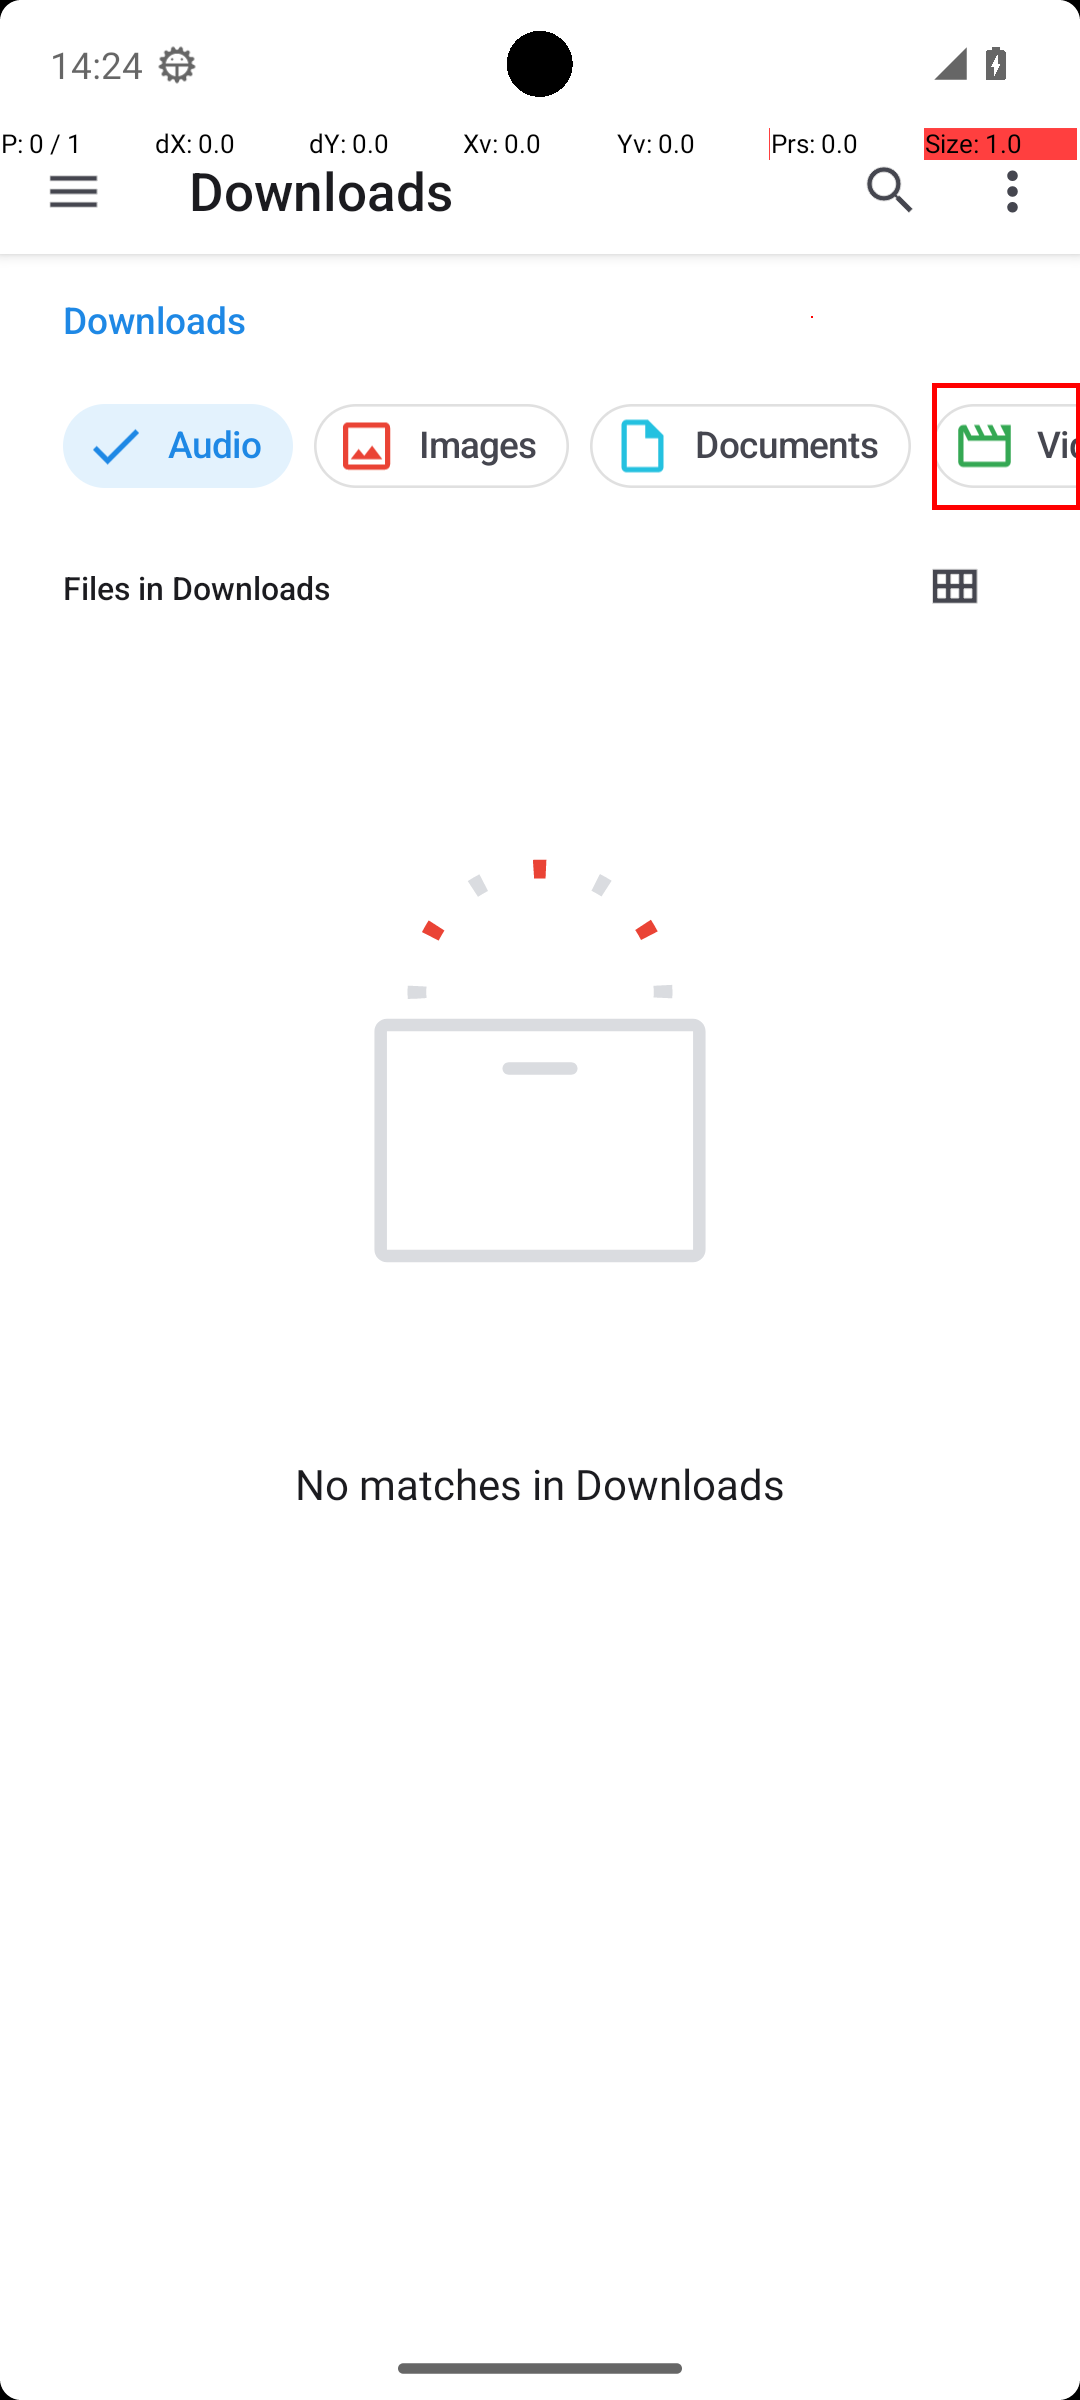 14:24
P: 0 / 1 dX: 0.0 dY: 0.0 Xv: 0.0 Yv: 0.0 Prs: 0.0 Size: 1.0
Downloads
Downloads
Audio Images Documents Vid
Files in Downloads
No matches in Downloads